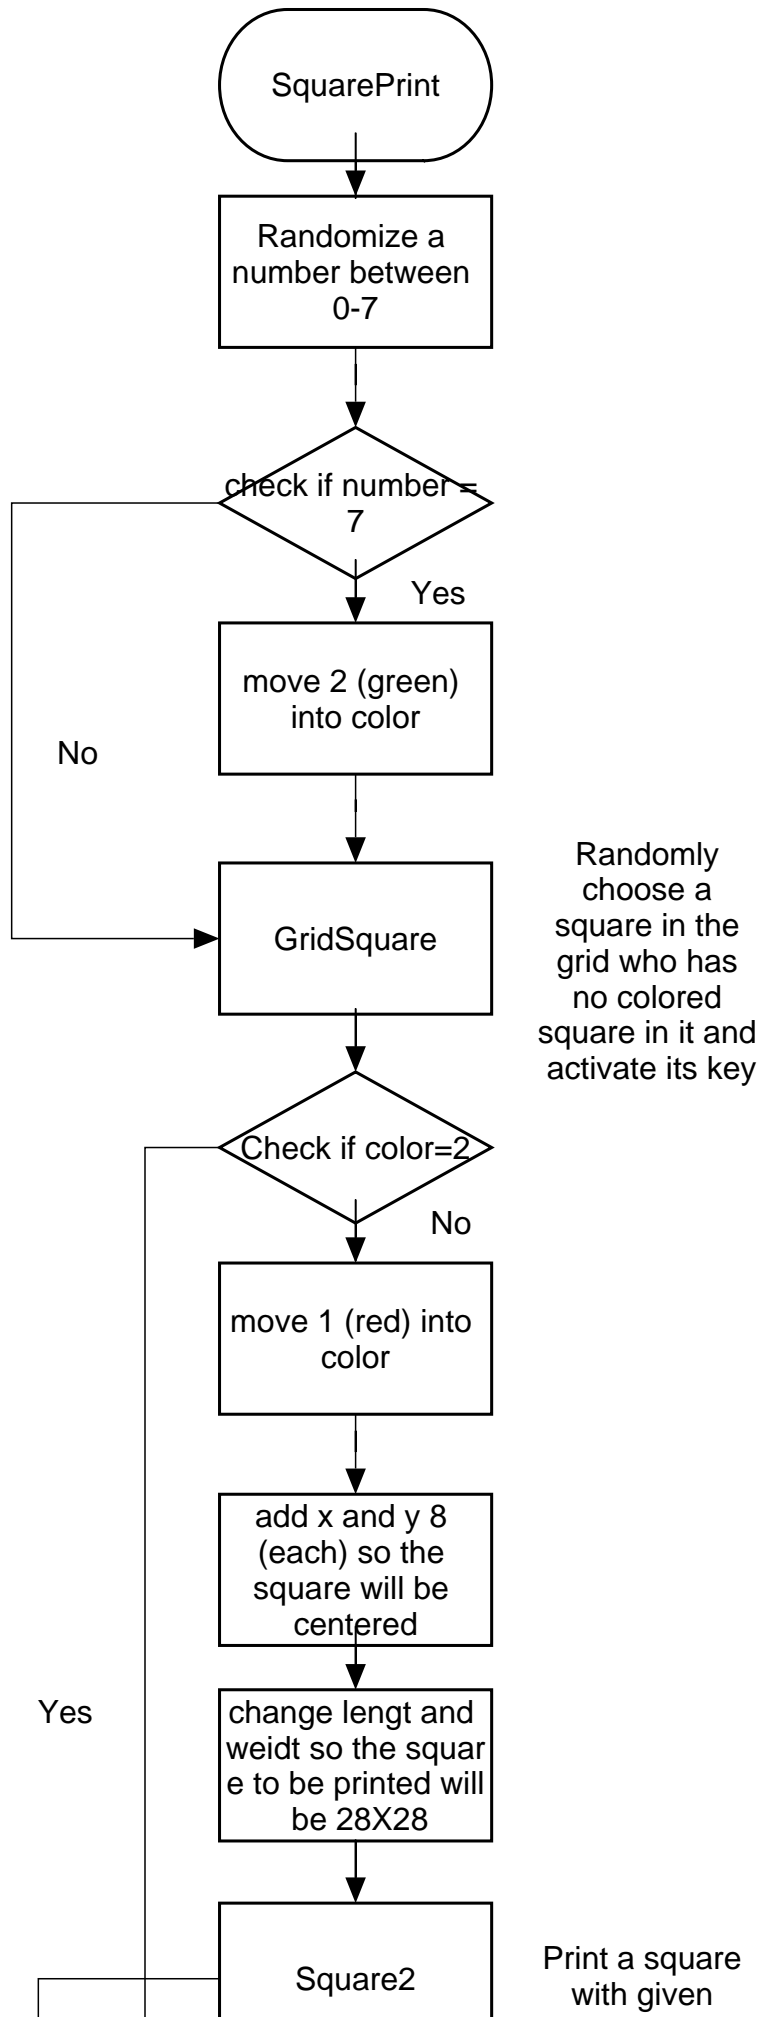 SquarePrint
Randomize a
number between
0-7
check if number =
7
Yes
move 2 (green)
into color
No
GridSquare
Randomly
choose a
square in the
grid who has
no colored
square in it and
activate its key
Check if color=2
No
move 1 (red) into
color
add x and y 8
(each) so the
square will be
centered
Yes
change lengt and
weidt so the squar
e to be printed will
be 28X28
Square2
Print a square
with given